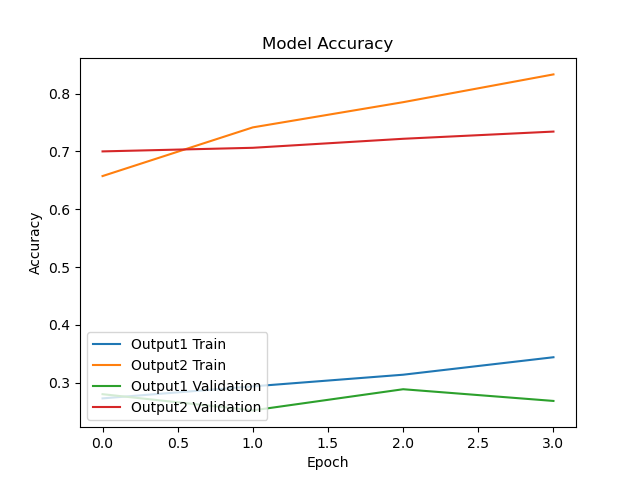 Model Accuracy
Accuracy
0.8
0.7
0.6
0.5
0.4
0.3
Output1 Train
Output2 Train
Output1 Validation
Output2 Validation
0.0 0.5 1.0 1.5 2.0 2.5 3.0
Epoch